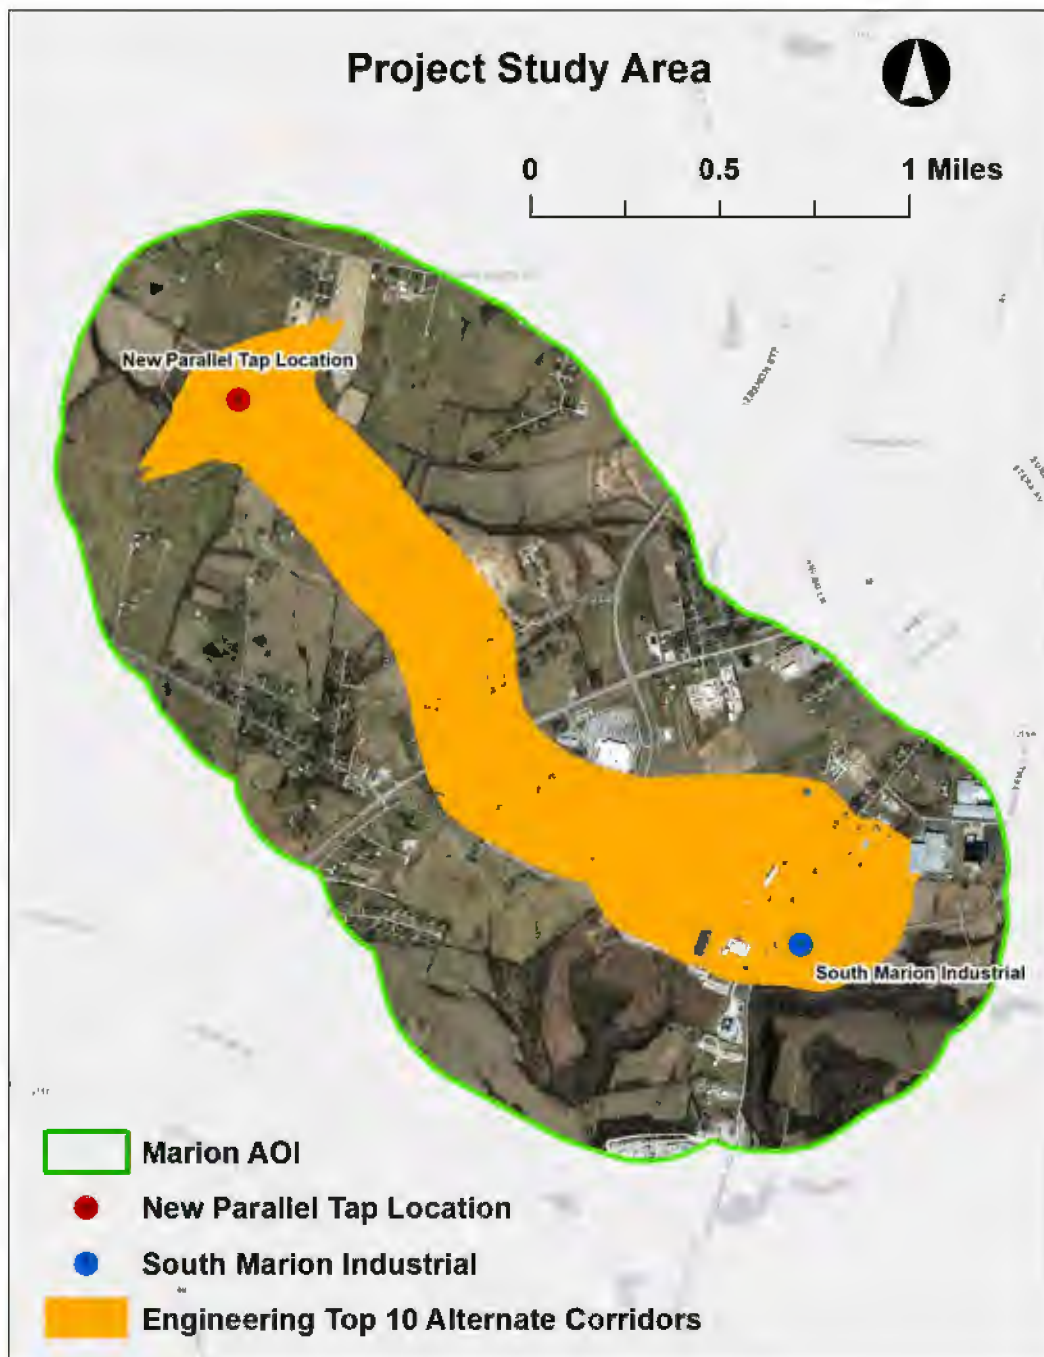 Project Study Area
0 0.5 1 Miles
New Parallel Tap Location
South Marion Industrial
Marion AOI
New Parallel Tap Location
South Marion Industrial
Engineering Top 10 Alternate Corridors